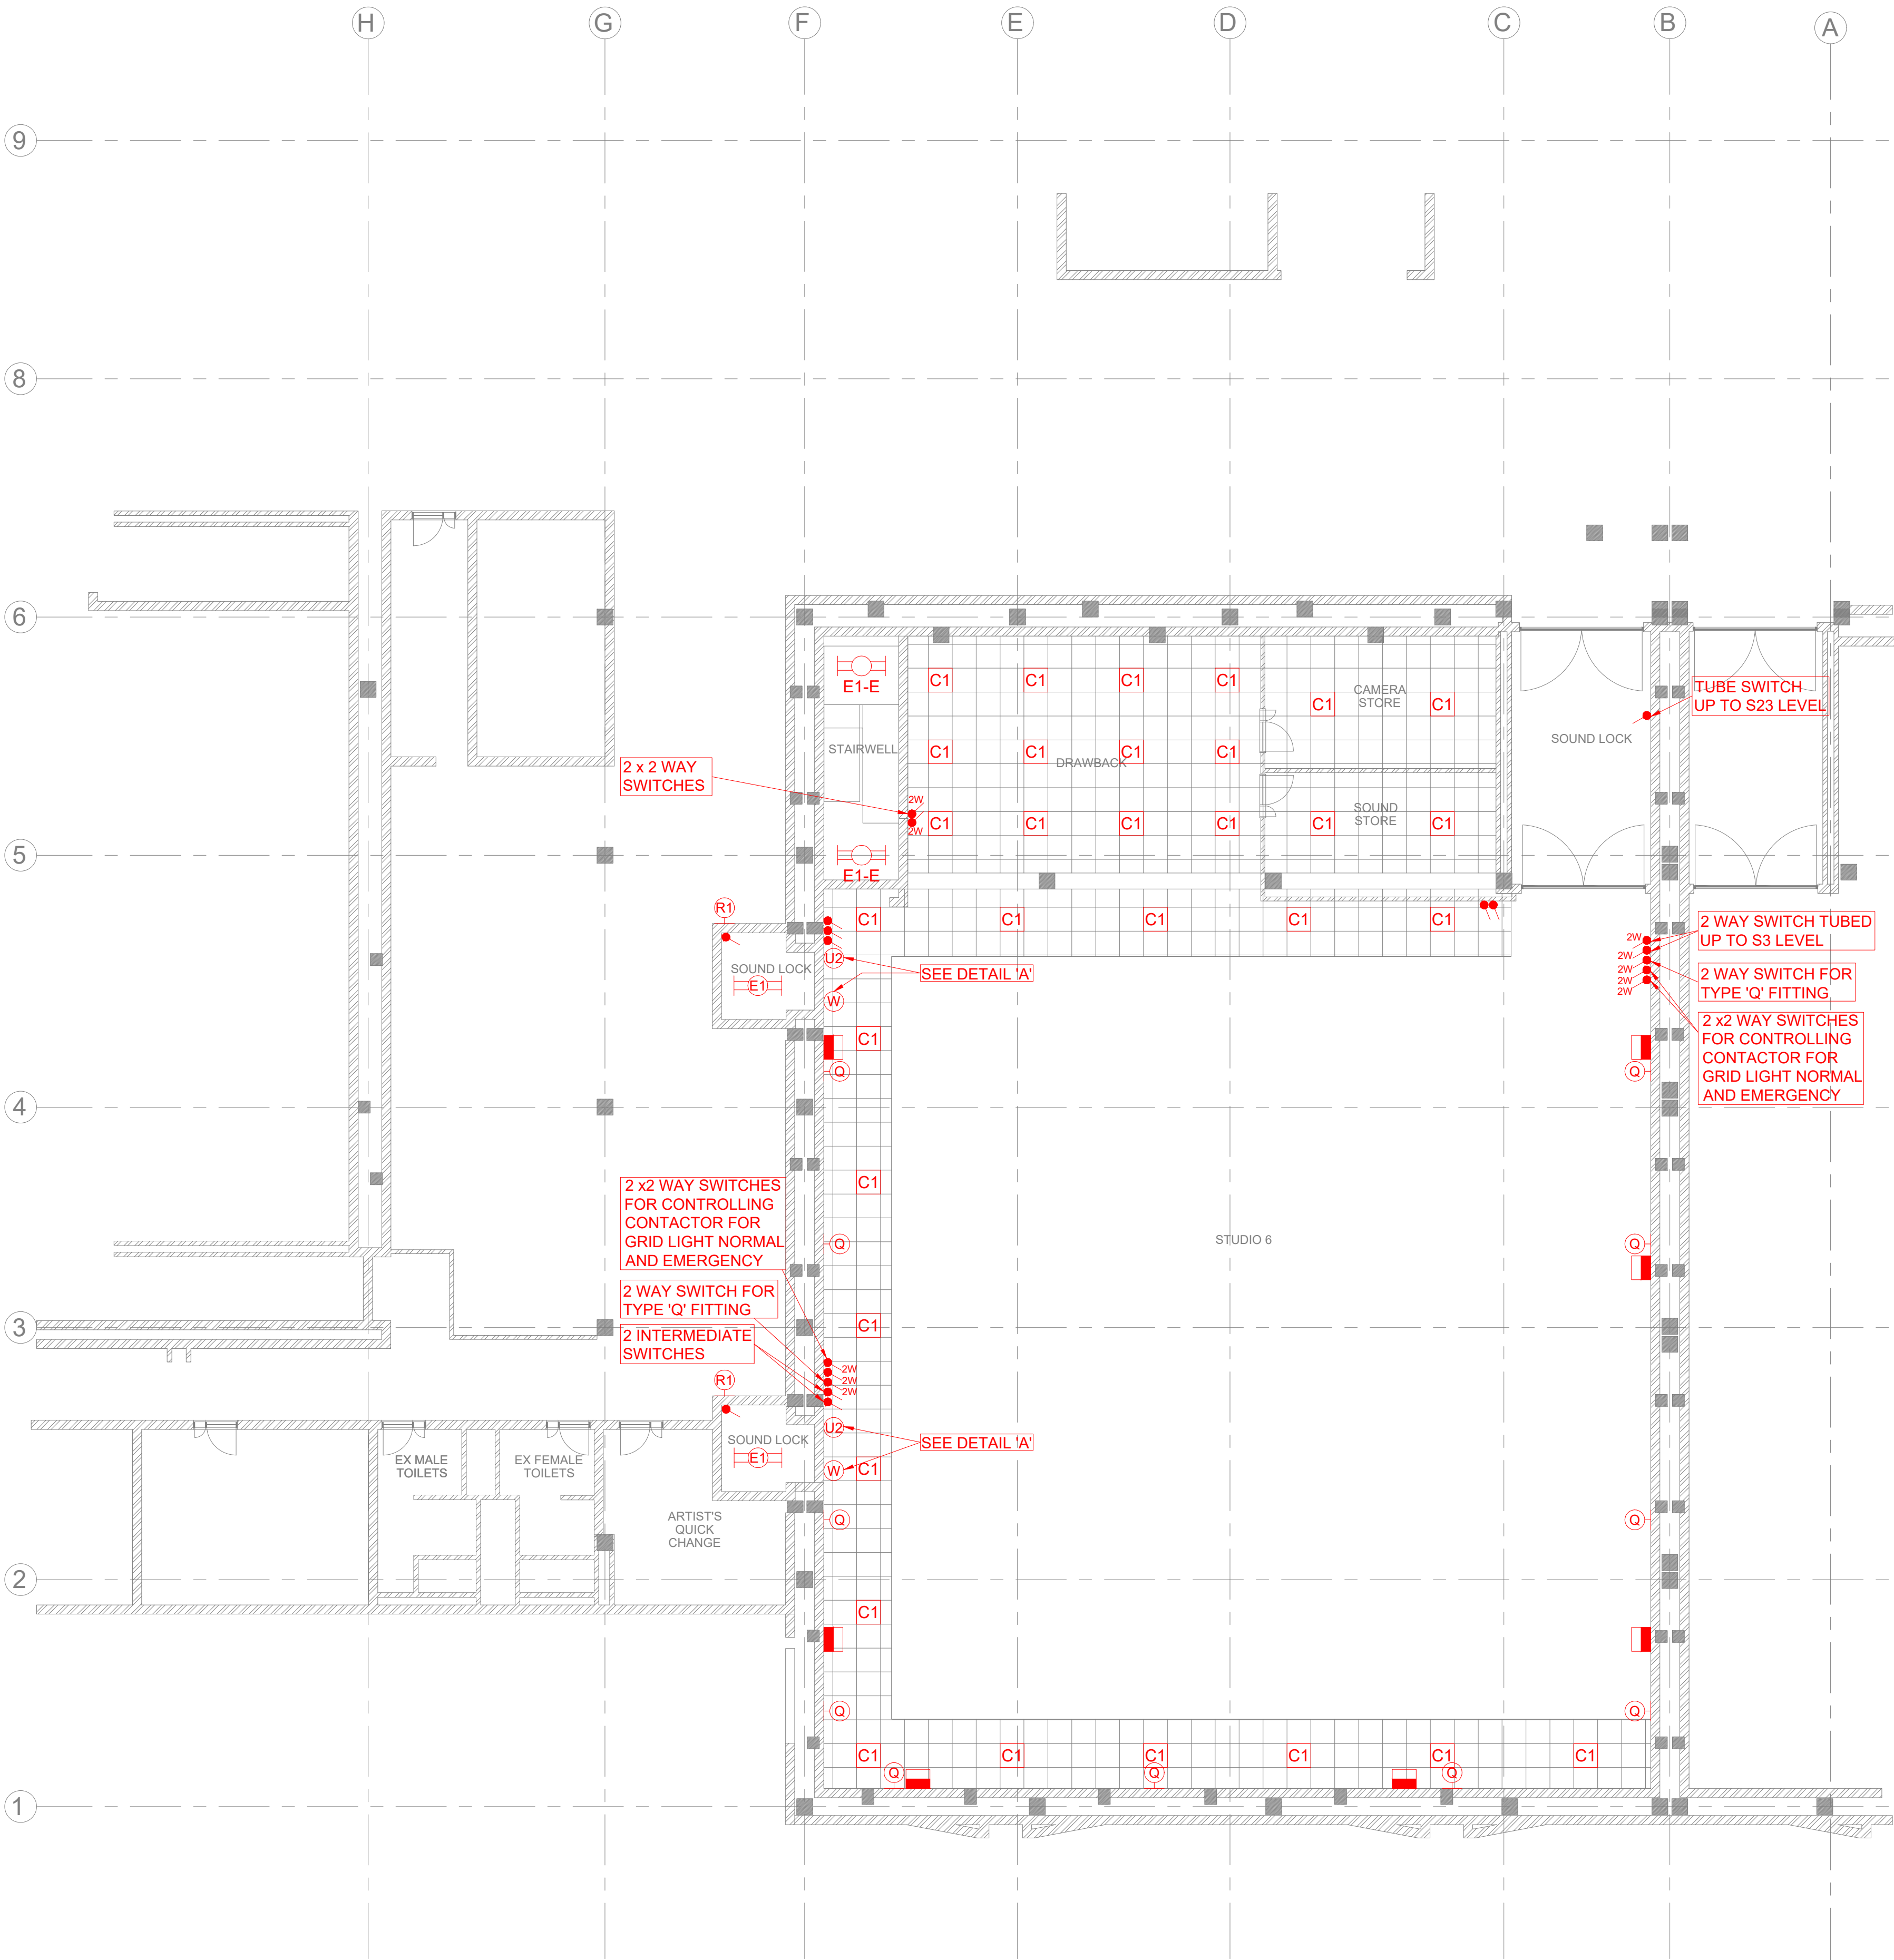 H
G
F
E
D
C
B
A
9
8
6
C1
C1
C1
C1
E1-E
CAMERA
STORE
C1
C1
TUBE SWITCH
UP TO S23 LEVEL
STAIRWELL
C1
C1
C1
C1
DRAWBACK
SOUND LOCK
2 x 2 WAY
SWITCHES
2W
2W
C1
C1
C1
C1
SOUND
STORE
C1
C1
5
E1-E
R1
C1
C1
C1
C1
C1
2 WAY SWITCH TUBED
UP TO S3 LEVEL
2W
2W
2W
2W
2W
U2
SOUND LOCK
E1
SEE DETAIL 'A'
W
2 WAY SWITCH FOR
TYPE 'Q' FITTING
2 x2 WAY SWITCHES
FOR CONTROLLING
CONTACTOR FOR
GRID LIGHT NORMAL
AND EMERGENCY
C1
Q
Q
4
C1
2 x2 WAY SWITCHES
FOR CONTROLLING
CONTACTOR FOR
GRID LIGHT NORMAL
AND EMERGENCY
STUDIO 6
Q
Q
2 WAY SWITCH FOR
TYPE 'Q' FITTING
3
C1
2 INTERMEDIATE
SWITCHES
2W
2W
2W
R1
U2
SOUND LOCK
E1
SEE DETAIL 'A'
W
C1
EX MALE
TOILETS
EX FEMALE
TOILETS
ARTIST'S
QUICK
CHANGE
Q
Q
2
C1
Q
Q
C1
C1
C1
C1
C1
C1
Q
Q
Q
1